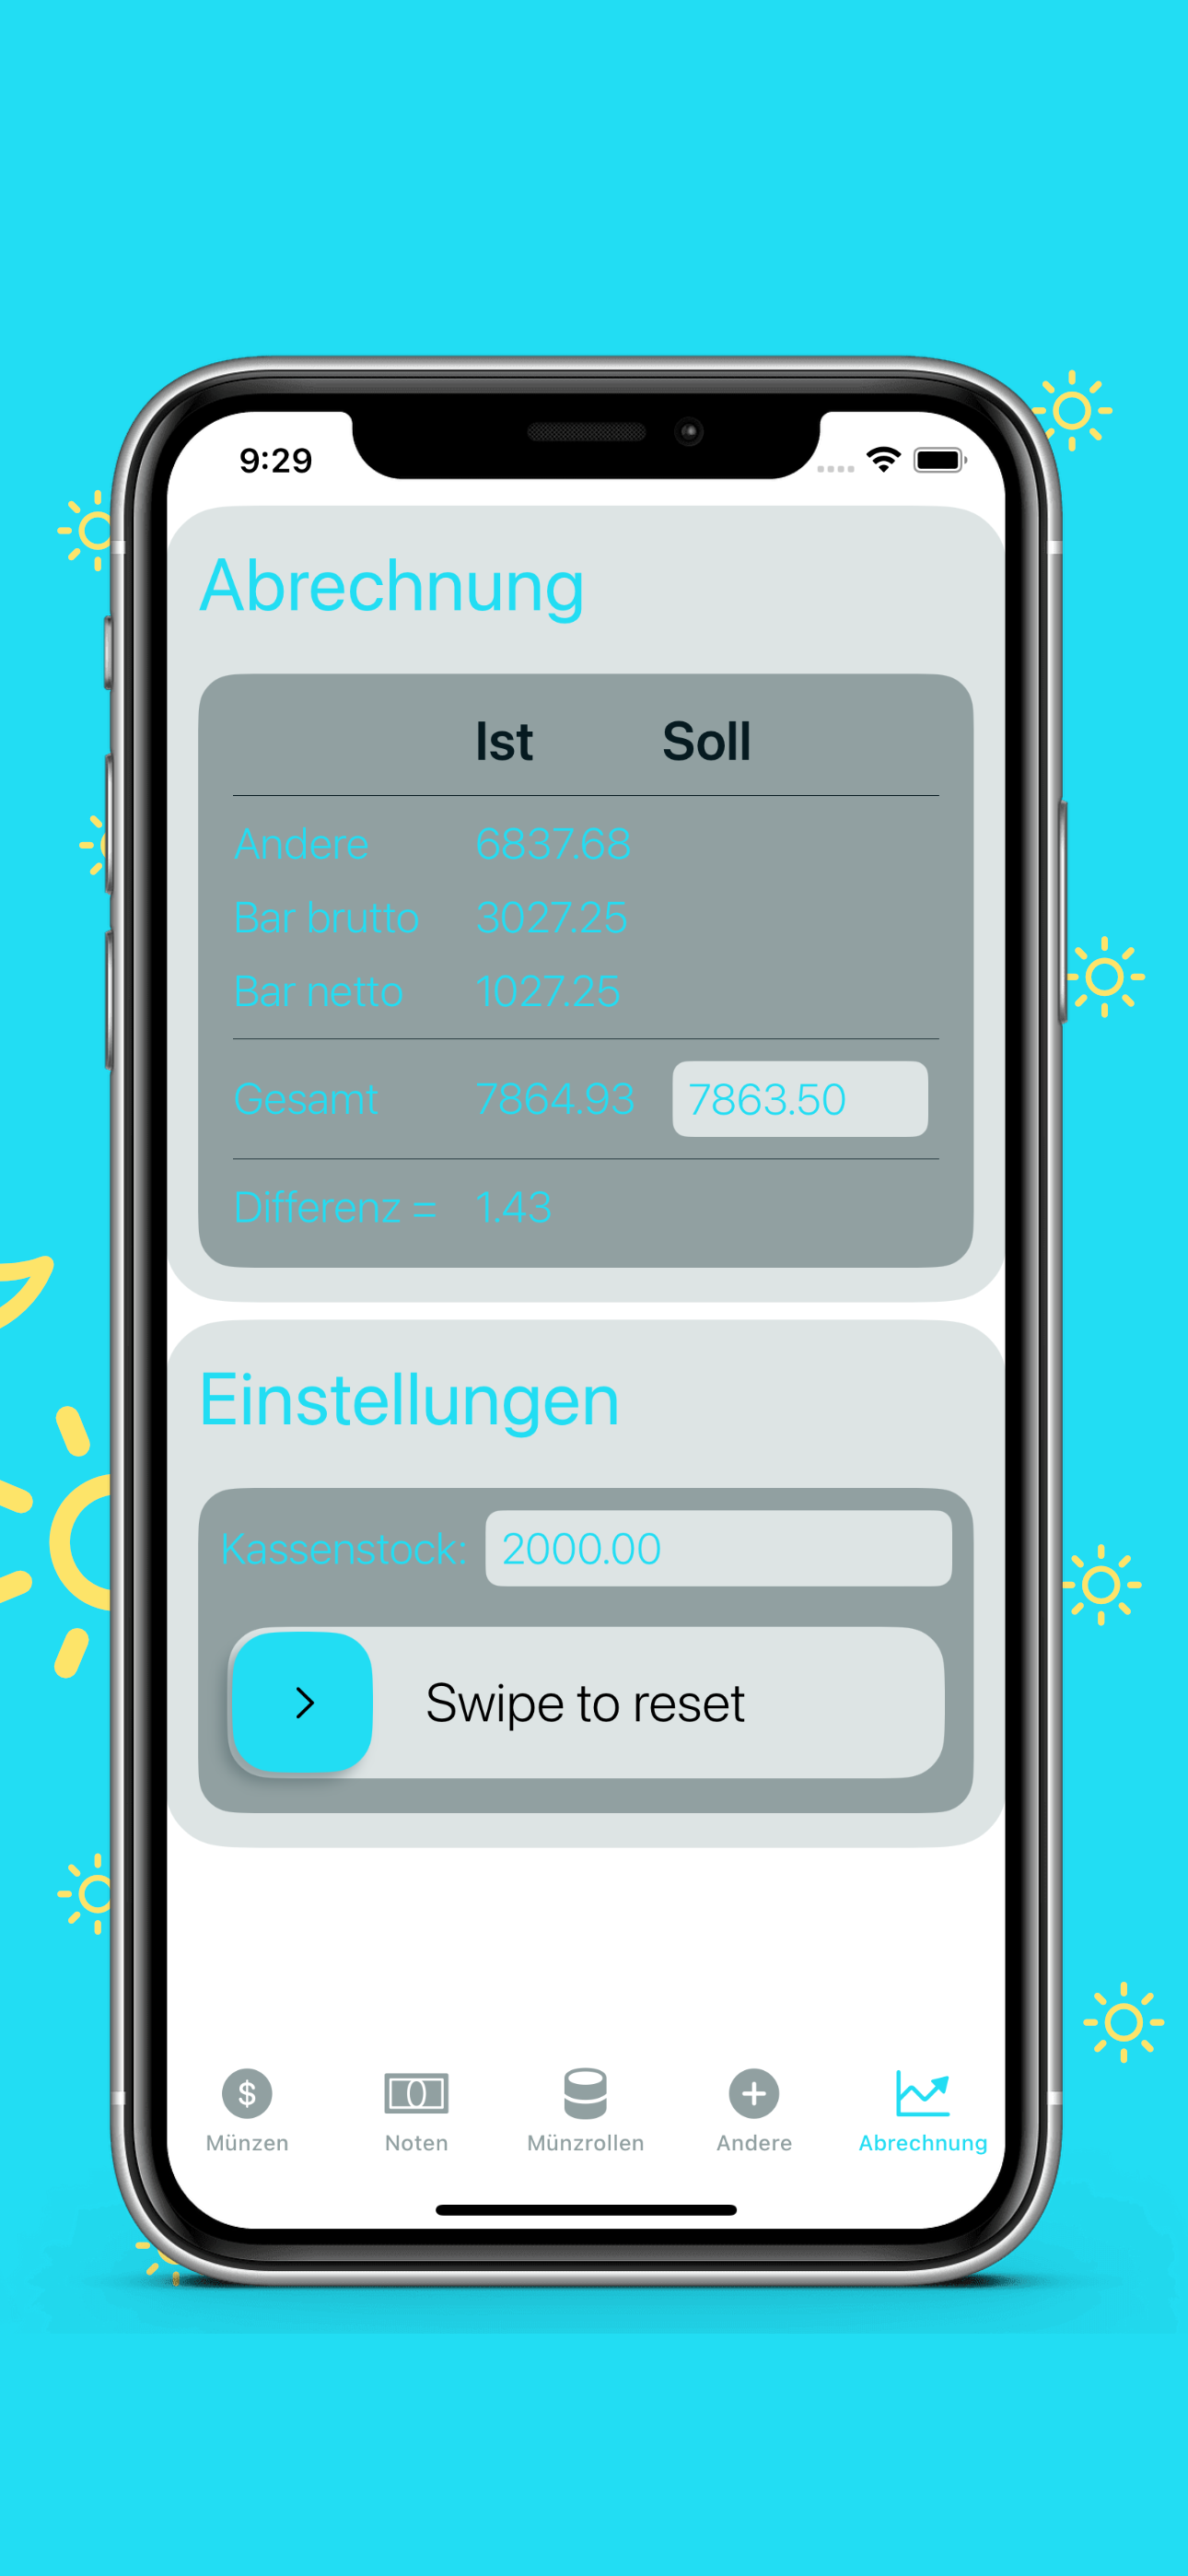 9:29
Abrechnung
Ist Soll
Andere 6837.68
Bar brutto 3027.25
Bar netto 1027.25
Gesamt 7864.93 7863.50
Differenz = 1.43
Einstellungen
Kassenstock: 2000.00
Swipe to reset
Münzen Noten Münzrollen Andere Abrechnung